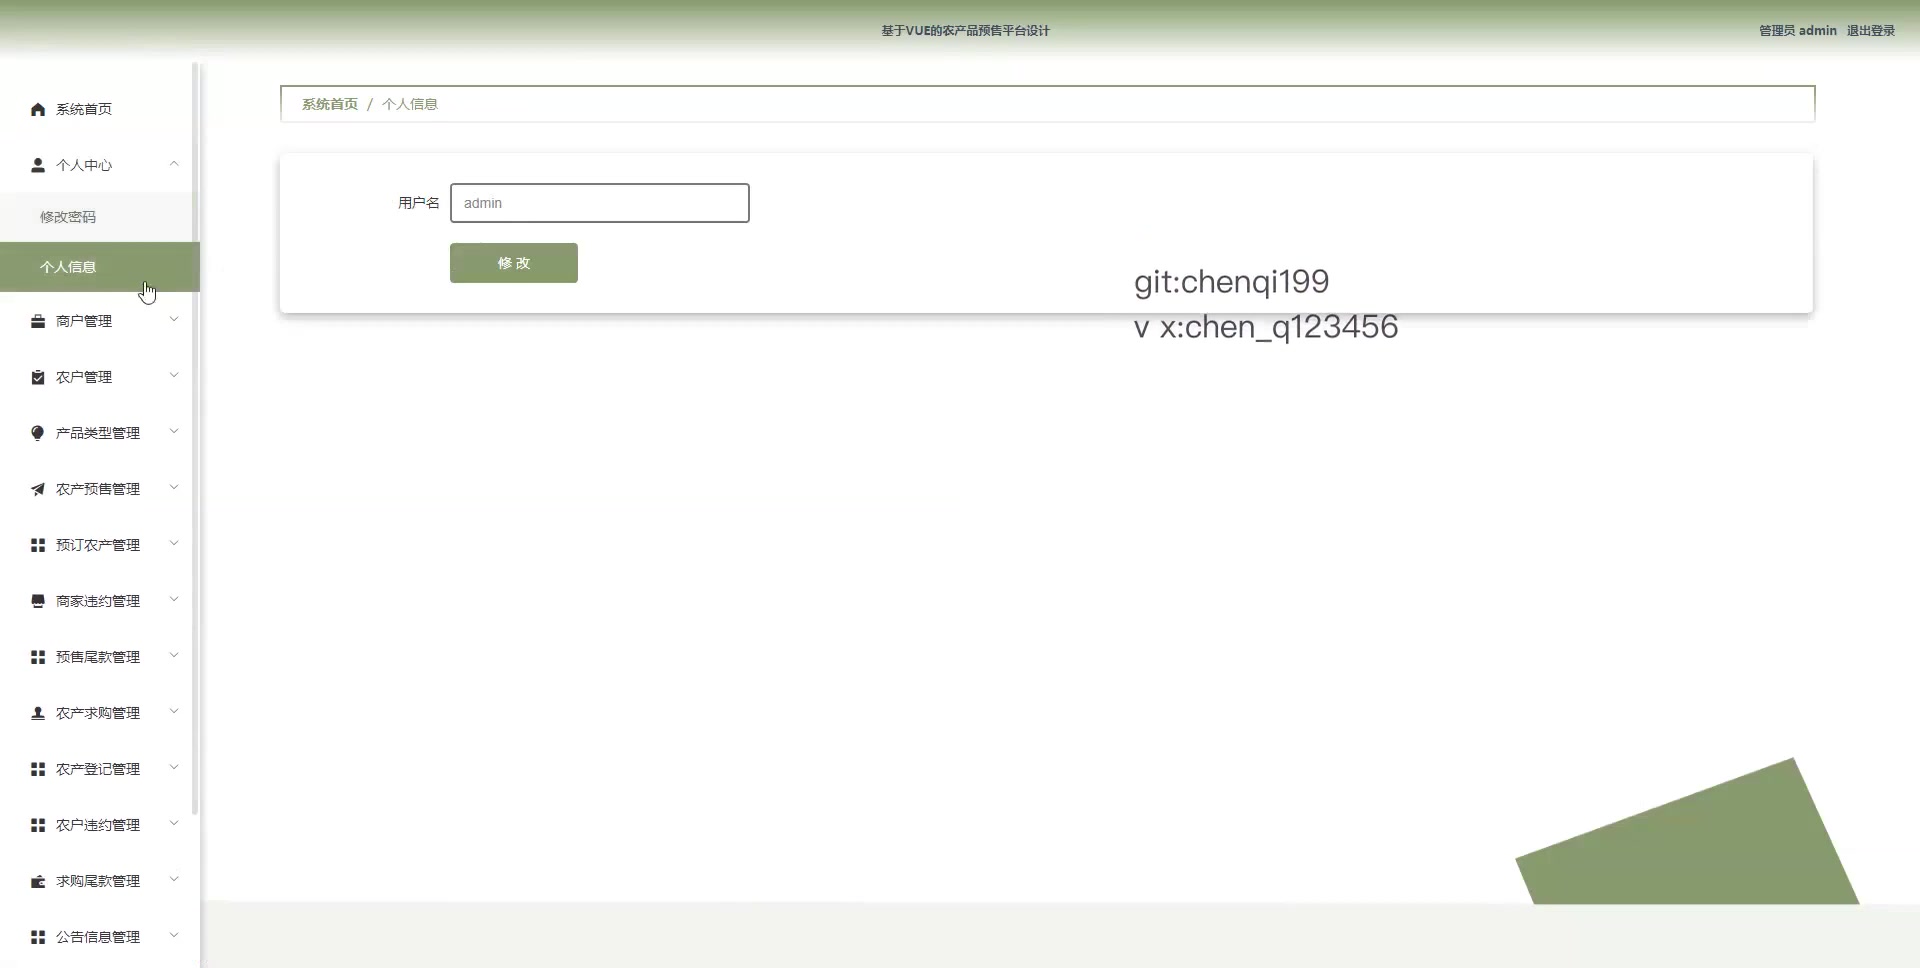 基于VUE的农产品预售平台设计
管理员 admin 退出登录
系统首页
个人中心
修改密码
个人信息
商户管理
农户管理
产品类型管理
农产预售管理
预订农产管理
商家违约管理
预售尾款管理
农产求购管理
农产登记管理
农户违约管理
求购尾款管理
公告信息管理
系统首页 / 个人信息
用户名 admin
修 改
git:chenqi199
v x:chen_q123456